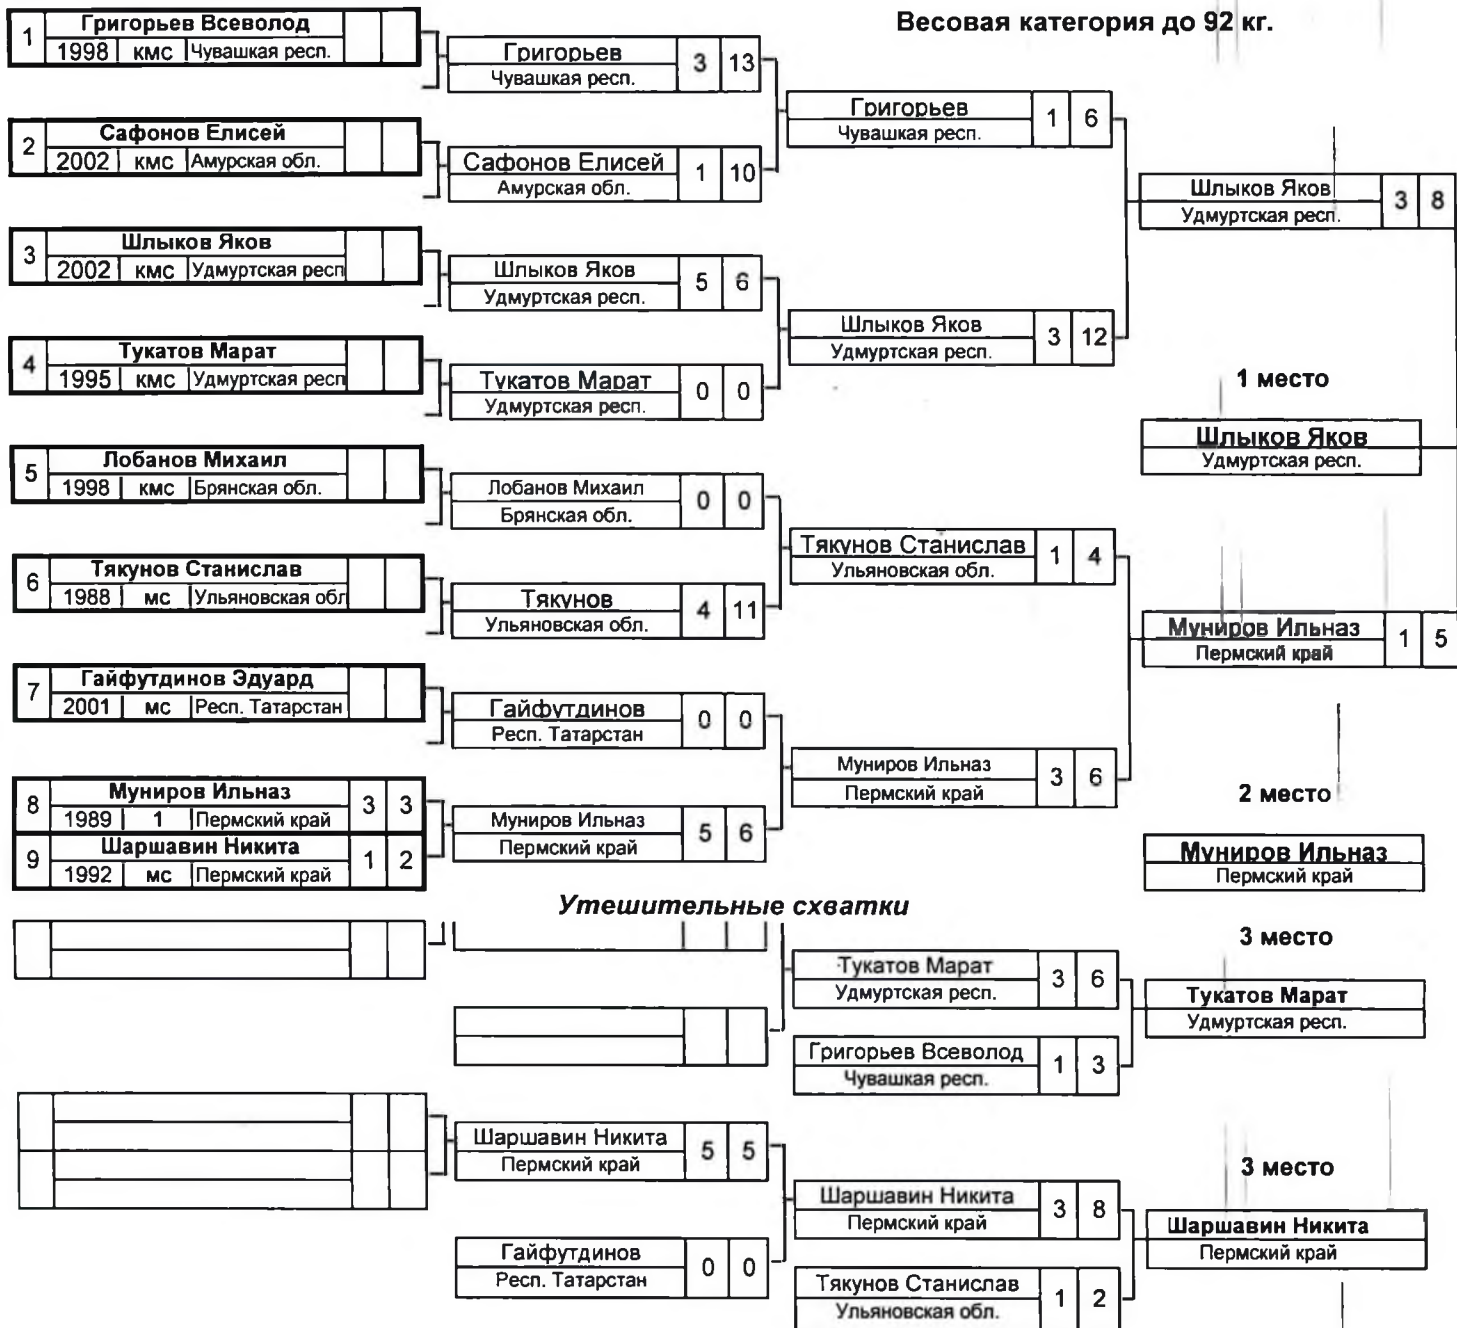 Весовая категория до 92 кг.
1 Григорьев Всеволод
1998 кмс Чувашкая респ.
2 Сафонов Елисей
2002 кмс Амурская обл.
3 Шлыков Яков
2002 кмс Удмуртская респ
4 Тукатов Марат
1995 кмс Удмуртская респ
5 Лобанов Михаил
1998 кмс Брянская обл.
6 Тякунов Станислав
1988 мс Ульяновская обл
7 Гайфутдинов Эдуард
2001 мс Респ. Татарстан
8 Муниров Ильназ 3 3
1989 1 Пермский край
9 Шаршавин Никита 1 2
1992 мс Пермский край
Григорьев 3 13
Чувашкая респ.
Сафонов Елисей 1 10
Амурская обл.
Шлыков Яков 5 6
Удмуртская респ.
Тукатов Марат 0 0
Удмуртская респ.
Лобанов Михаил 0 0
Брянская обл.
Тякунов 4 11
Ульяновская обл.
Гайфутдинов 0 0
Респ. Татарстан
Муниров Ильназ 5 6
Пермский край
Григорьев 1 6
Чувашкая респ.
Шлыков Яков 3 12
Удмуртская респ.
Тякунов Станислав 1 4
Ульяновская обл.
Муниров Ильназ 3 6
Пермский край
Шлыков Яков 3 8
Удмуртская респ.
1 место
Шлыков Яков
Удмуртская респ.
Муниров Ильназ 1 5
Пермский край
2 место
Муниров Ильназ
Пермский край
Утешительные схватки
Тукатов Марат 3 6
Удмуртская респ.
Григорьев Всеволод 1 3
Чувашкая респ.
3 место
Тукатов Марат
Удмуртская респ.
Шаршавин Никита 5 5
Пермский край
Гайфутдинов 0 0
Респ. Татарстан
Шаршавин Никита 3 8
Пермский край
Тякунов Станислав 1 2
Ульяновская обл.
3 место
Шаршавин Никита
Пермский край